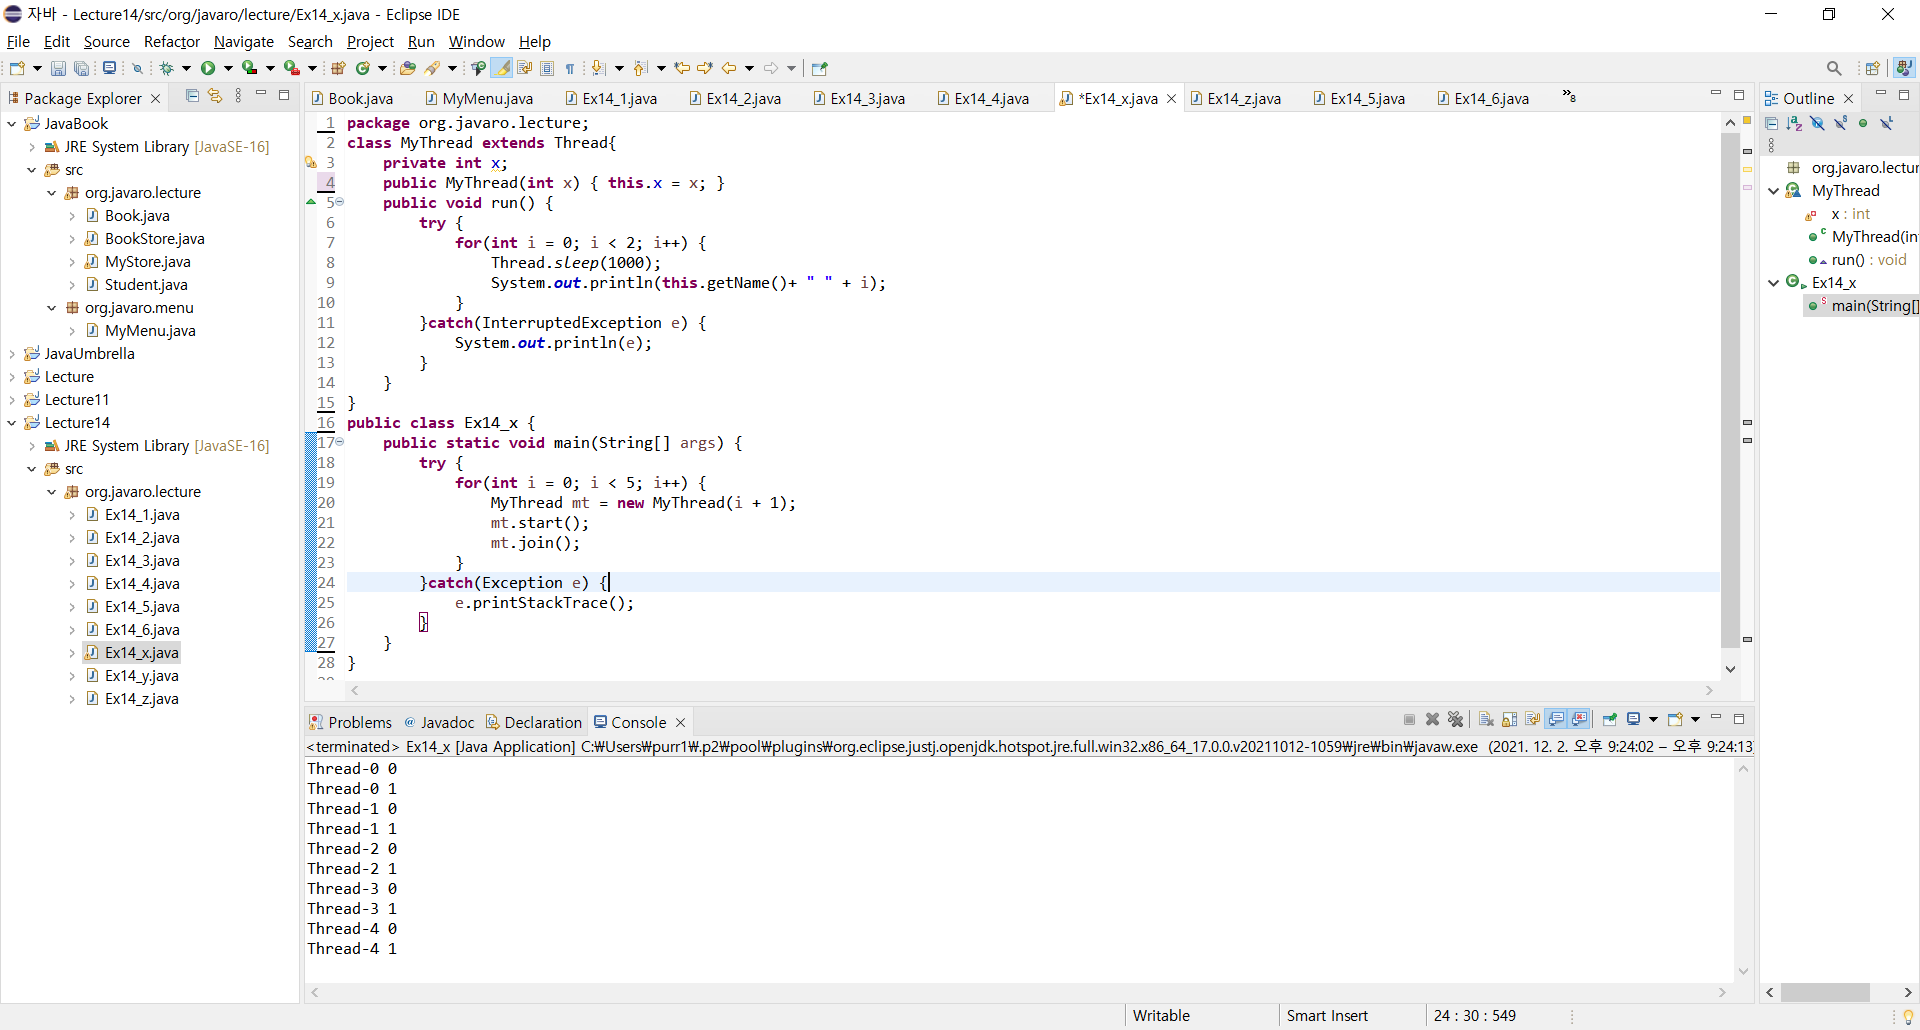 자바 - Lecture14/src/org/javaro/lecture/Ex14_x.java - Eclipse IDE
File Edit Source Refactor Navigate Search Project Run Window Help
Package Explorer
JavaBook
JRE System Library [JavaSE-16]
src
org.javaro.lecture
Book.java
BookStore.java
MyStore.java
Student.java
org.javaro.menu
MyMenu.java
JavaUmbrella
Lecture
Lecture11
Lecture14
JRE System Library [JavaSE-16]
src
org.javaro.lecture
Ex14_1.java
Ex14_2.java
Ex14_3.java
Ex14_4.java
Ex14_5.java
Ex14_6.java
Ex14_x.java
Ex14_y.java
Ex14_z.java
Book.java MyMenu.java Ex14_1.java Ex14_2.java Ex14_3.java Ex14_4.java *Ex14_x.java Ex14_z.java Ex14_5.java Ex14_6.java »8
1 package org.javaro.lecture;
2 class MyThread extends Thread{
3 private int x;
4 public MyThread(int x) { this.x = x; }
5 public void run() {
6 try {
7 for(int i = 0; i < 2; i++) {
8 Thread.sleep(1000);
9 System.out.println(this.getName()+ " " + i);
10 }
11 }catch(InterruptedException e) {
12 System.out.println(e);
13 }
14 }
15 }
16 public class Ex14_x {
17 public static void main(String[] args) {
18 try {
19 for(int i = 0; i < 5; i++) {
20 MyThread mt = new MyThread(i + 1);
21 mt.start();
22 mt.join();
23 }
24 }catch(Exception e) {
25 e.printStackTrace();
26 }
27 }
28 }
Outline
org.javaro.lectur
MyThread
x : int
MyThread(in
run() : void
Ex14_x
main(String[]
Problems @ Javadoc Declaration Console
<terminated> Ex14_x [Java Application] C:₩Users₩purr1₩.p2₩pool₩plugins₩org.eclipse.justj.openjdk.hotspot.jre.full.win32.x86_64_17.0.0.v20211012-1059₩jre₩bin₩javaw.exe (2021. 12. 2. 오후 9:24:02 – 오후 9:24:13)
Thread-0 0
Thread-0 1
Thread-1 0
Thread-1 1
Thread-2 0
Thread-2 1
Thread-3 0
Thread-3 1
Thread-4 0
Thread-4 1
Writable Smart Insert 24 : 30 : 549